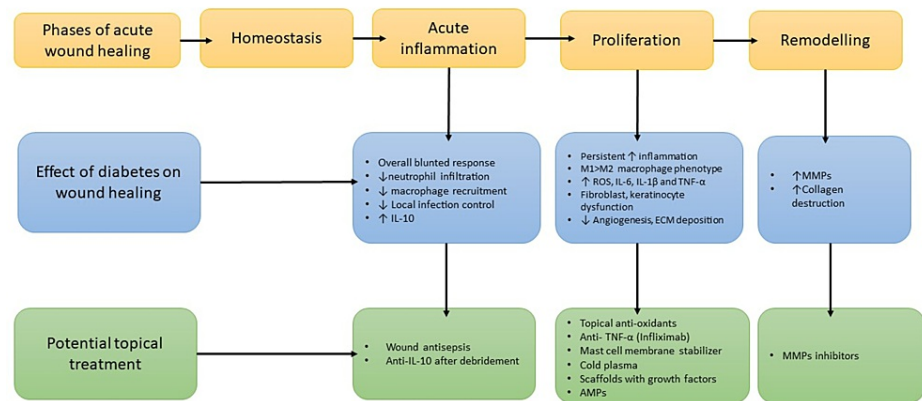 Phases of acute
wound healing
Homeostasis
Acute
inflammation
Proliferation
Remodelling
Effect of diabetes on
wound healing
• Overall blunted response
• ↓neutrophil infiltration
• ↓ macrophage recruitment
• ↓ Local infection control
• ↑ IL-10
• Persistent ↑ inflammation
• M1>M2 macrophage phenotype
• ↑ ROS, IL-6, IL-1β and TNF-α
• Fibroblast, keratinocyte
dysfunction
• ↓ Angiogenesis, ECM deposition
• ↑MMPs
• ↑Collagen
destruction
Potential topical
treatment
• Wound antisepsis
• Anti-IL-10 after debridement
• Topical anti-oxidants
• Anti- TNF-α (Infliximab)
• Mast cell membrane stabilizer
• Cold plasma
• Scaffolds with growth factors
• AMPs
• MMPs inhibitors